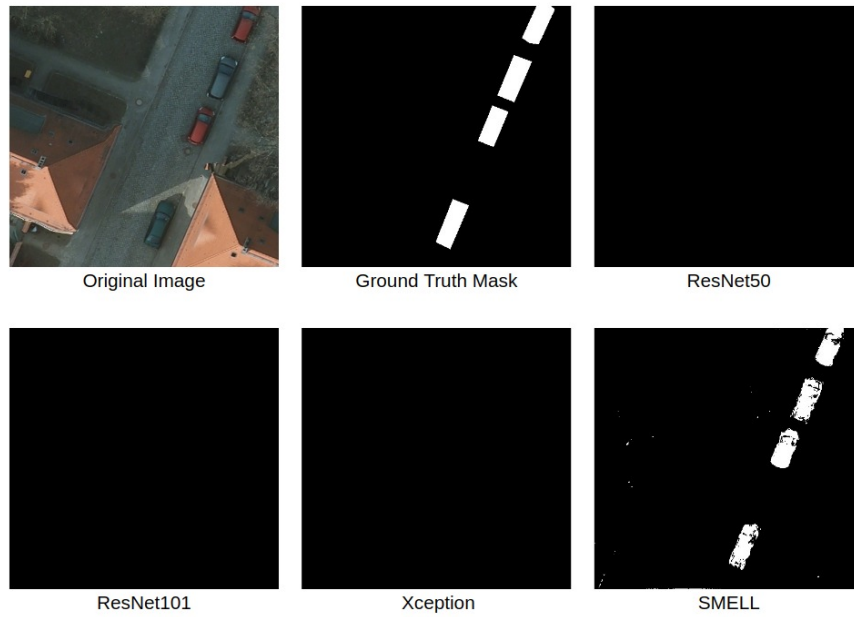 Original Image
Ground Truth Mask
ResNet50
ResNet101
Xception
SMELL